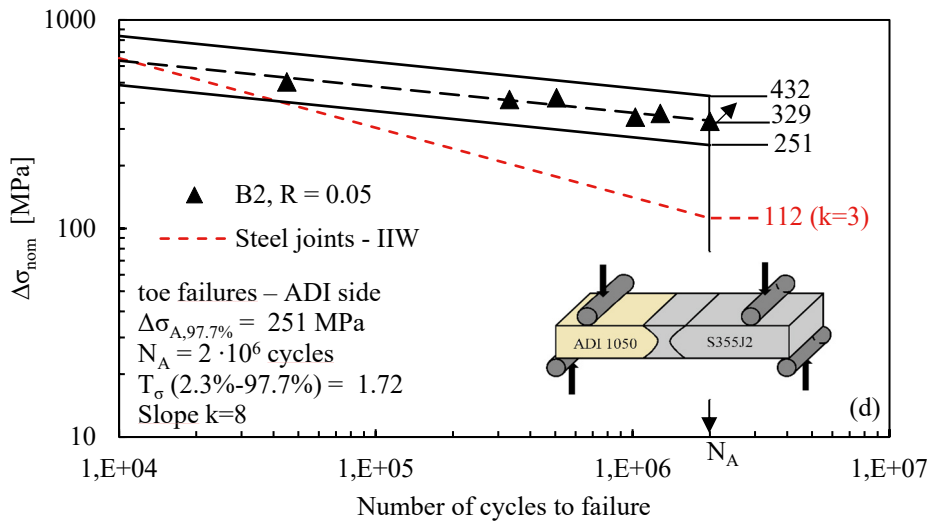 1000
432
329
251
B2, R = 0.05
112 (k=3)
Steel joints - IIW
100
Δσnom [MPa]
toe failures – ADI side
ΔσA,97.7% = 251 MPa
NA = 2 ·10⁶ cycles
Tσ (2.3%-97.7%) = 1.72
Slope k=8
ADI 1050
S355J2
(d)
10
NA
1,E+04
1,E+05
1,E+06
1,E+07
Number of cycles to failure